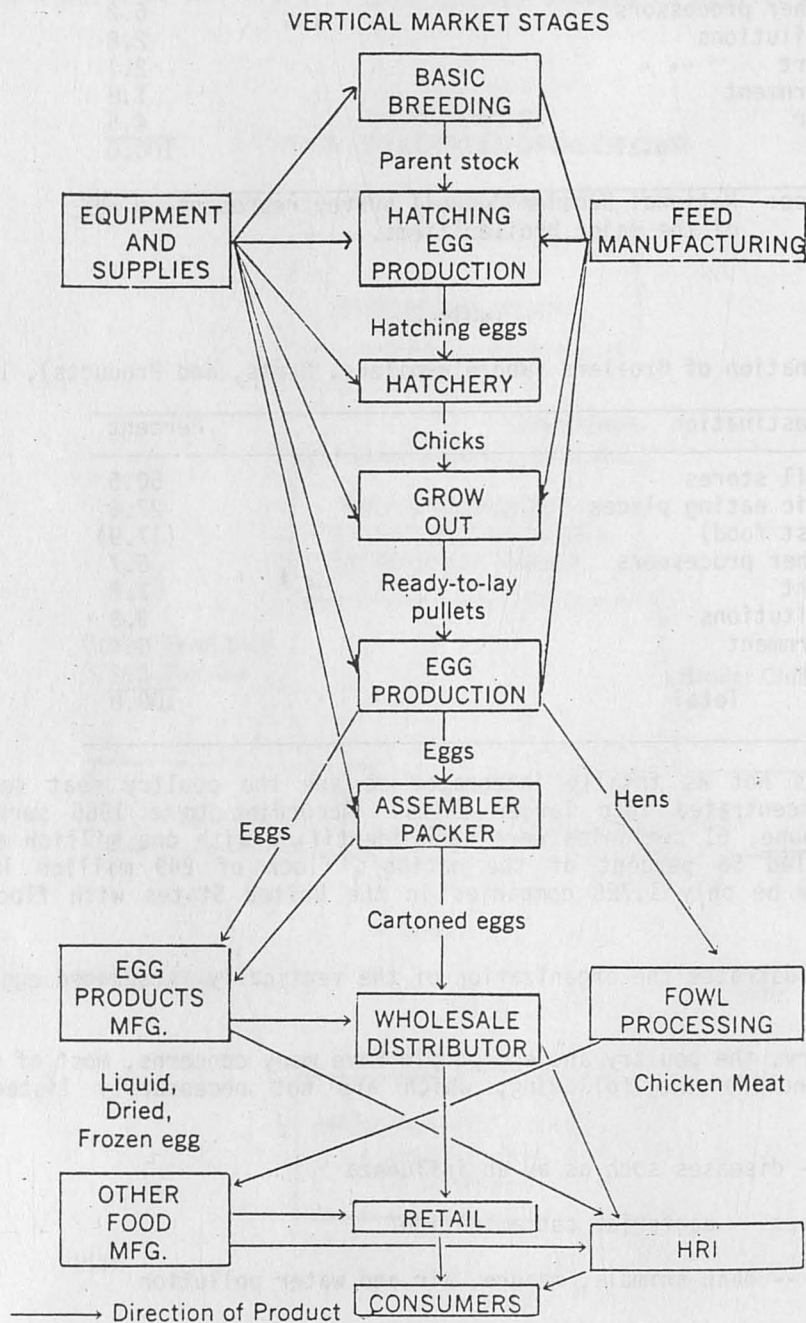 VERTICAL MARKET STAGES
BASIC
BREEDING
Parent stock
EQUIPMENT
AND
SUPPLIES
HATCHING
EGG
PRODUCTION
FEED
MANUFACTURING
Hatching eggs
HATCHERY
Chicks
GROW
OUT
Ready-to-lay
pullets
EGG
PRODUCTION
Eggs
Hens
ASSEMBLER
PACKER
Eggs
Cartoned eggs
EGG
PRODUCTS
MFG.
WHOLESALE
DISTRIBUTOR
FOWL
PROCESSING
Liquid,
Dried,
Frozen egg
Chicken Meat
OTHER
FOOD
MFG.
RETAIL
HRI
CONSUMERS
Direction of Product